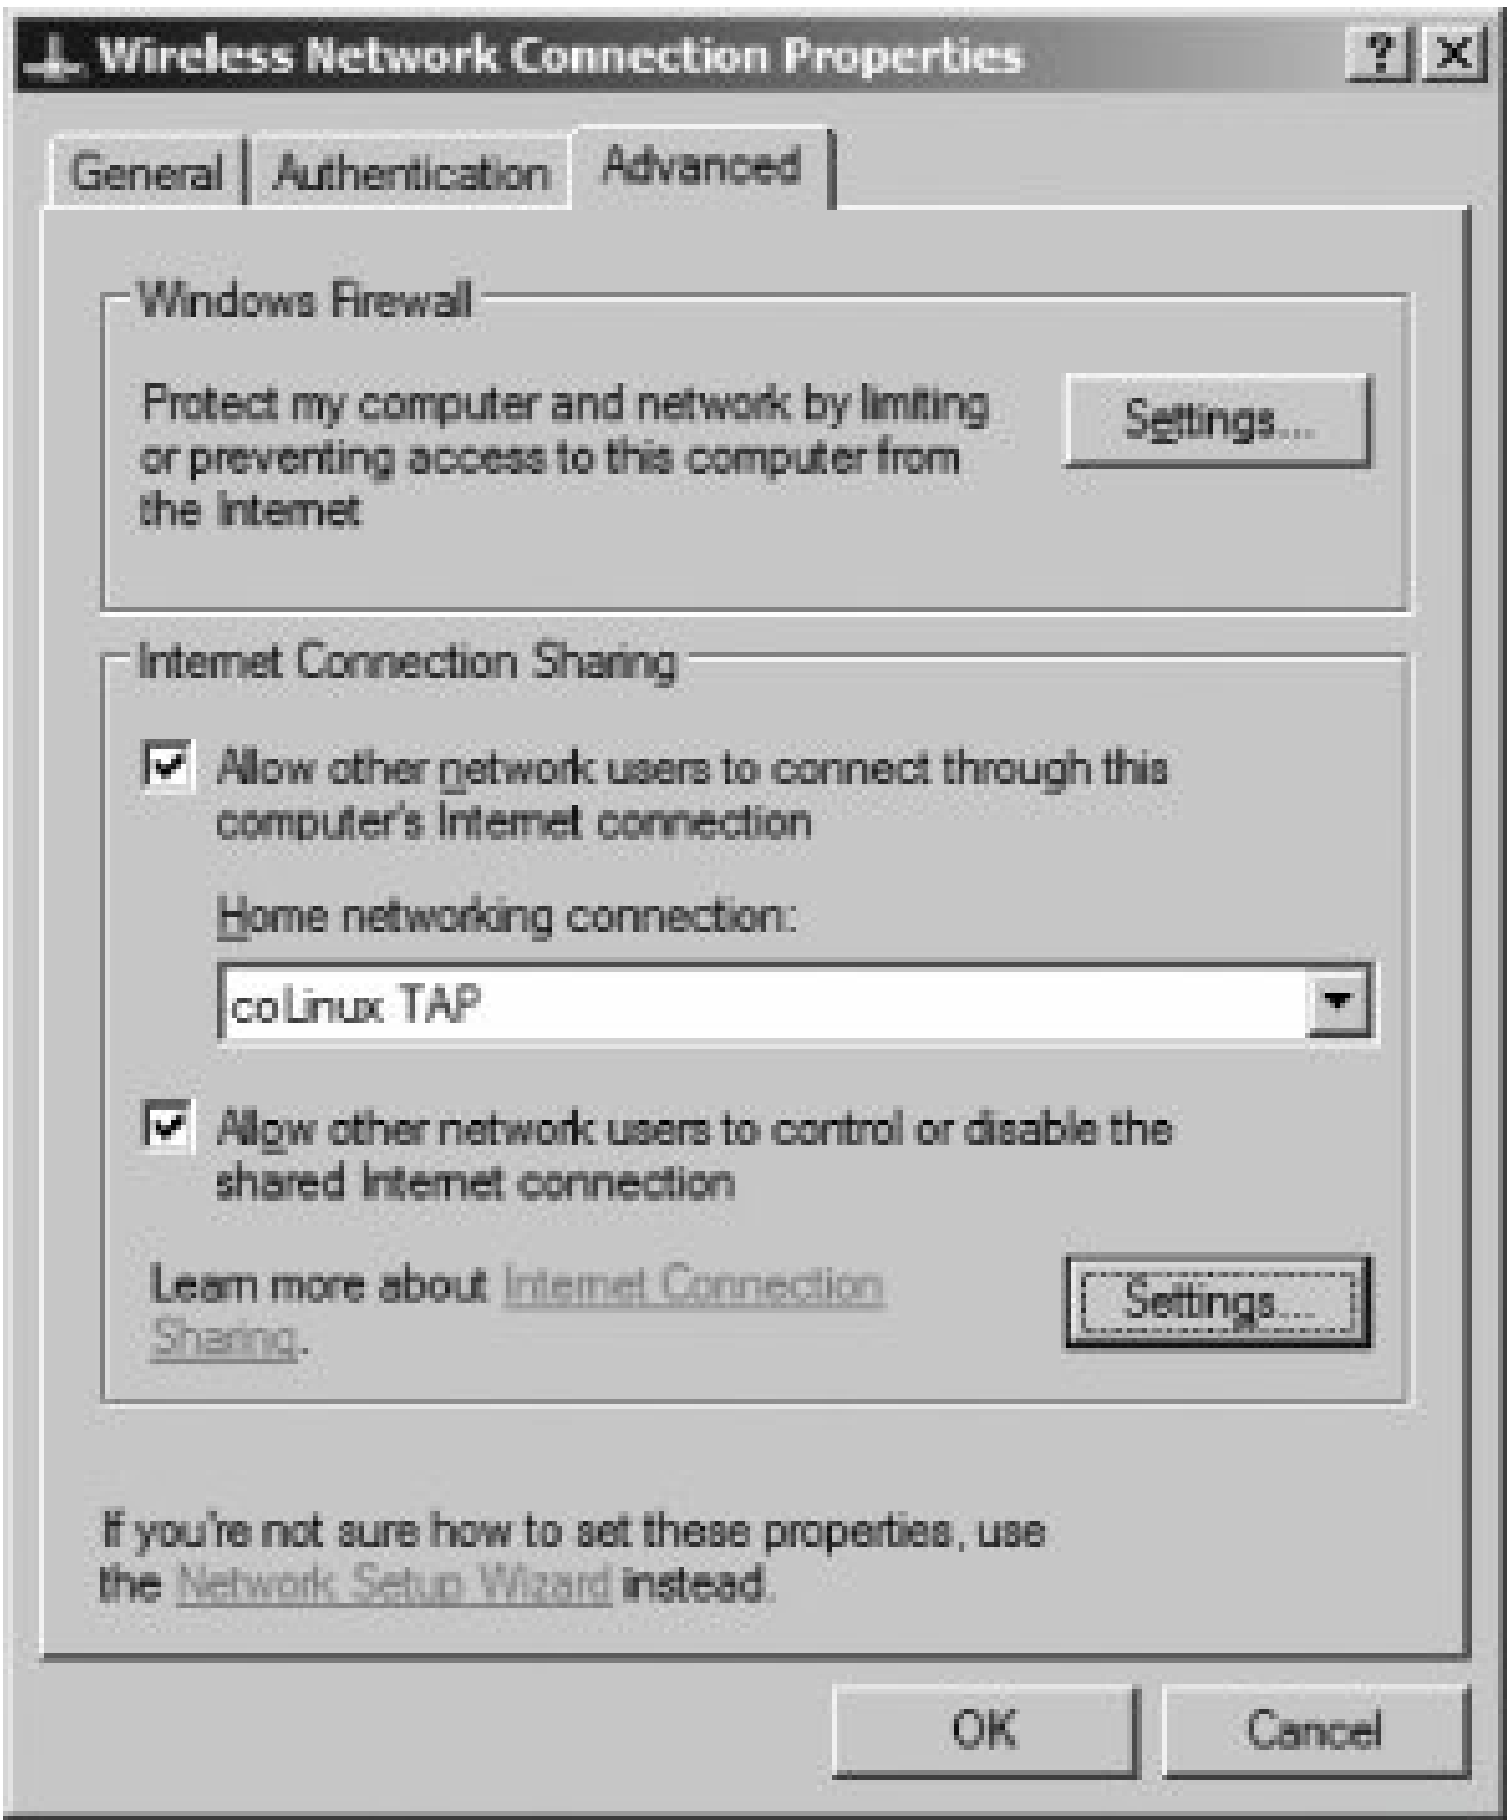 Wireless Network Connection Properties
General
Authentication
Advanced
Windows Firewall
Protect my computer and network by limiting
or preventing access to this computer from
the Internet
Settings...
Internet Connection Sharing
Allow other network users to connect through this
computer's Internet connection
Home networking connection:
coLinux TAP
Allow other network users to control or disable the
shared Internet connection
Learn more about Internet Connection
Sharing.
Settings...
If you're not sure how to set these properties, use
the Network Setup Wizard instead.
OK
Cancel